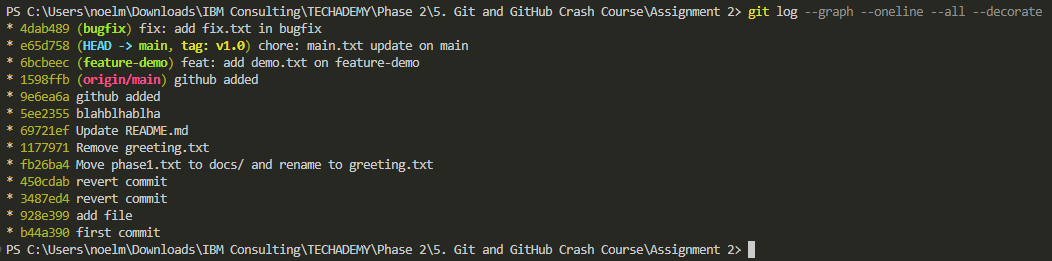 PS C:\Users\noelm\Downloads\IBM Consulting\TECHADEMY\Phase 2\5. Git and GitHub Crash Course\Assignment 2> git log --graph --oneline --all --decorate
* 4dab489 (bugfix) fix: add fix.txt in bugfix
* e65d758 (HEAD -> main, tag: v1.0) chore: main.txt update on main
* 6bcbeec (feature-demo) feat: add demo.txt on feature-demo
* 1598ffb (origin/main) github added
* 9e6ea6a github added
* 5ee2355 blahblhablha
* 69721ef Update README.md
* 1177971 Remove greeting.txt
* fb26ba4 Move phase1.txt to docs/ and rename to greeting.txt
* 450cdab revert commit
* 3487ed4 revert commit
* 928e399 add file
* b44a390 first commit
PS C:\Users\noelm\Downloads\IBM Consulting\TECHADEMY\Phase 2\5. Git and GitHub Crash Course\Assignment 2>